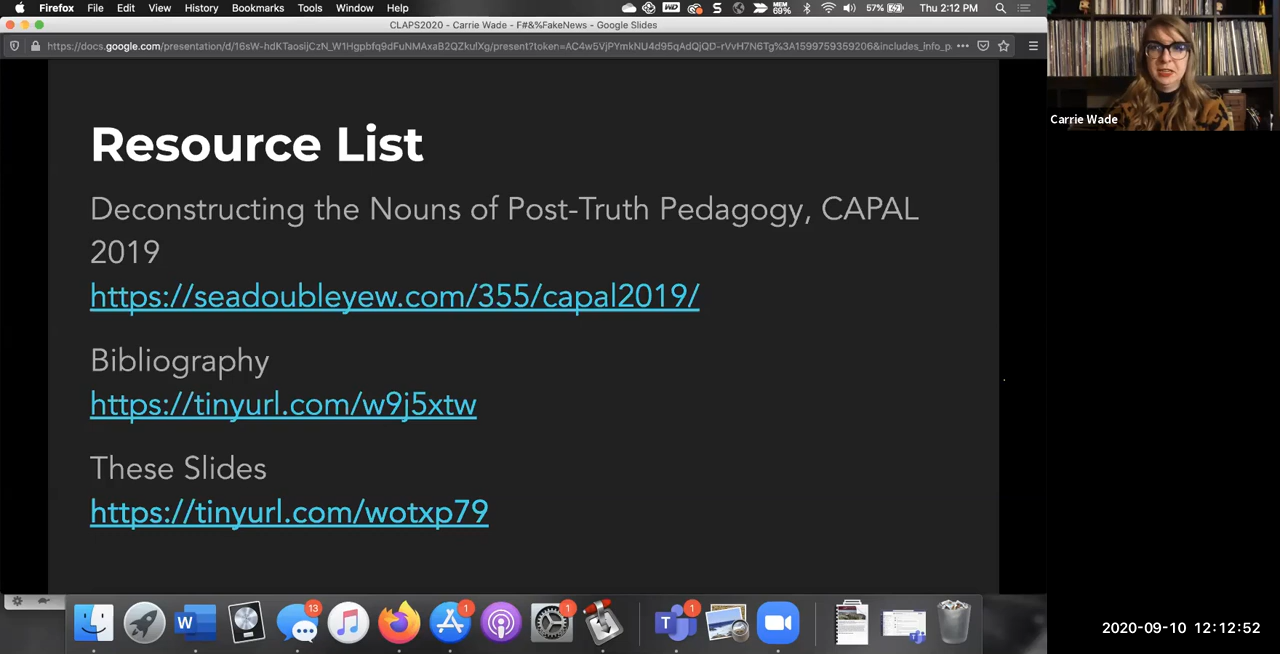 Firefox File Edit View History Bookmarks Tools Window Help
MEM 69% 57% Thu 2:12 PM
CLAPS2020 - Carrie Wade - F#&%FakeNews - Google Slides
Resource List
Deconstructing the Nouns of Post-Truth Pedagogy, CAPAL
2019
https://seadoubleyew.com/355/capal2019/
Bibliography
https://tinyurl.com/w9j5xtw
These Slides
https://tinyurl.com/wotxp79
Carrie Wade
W 13 1 1 T 1
2020-09-10 12:12:52